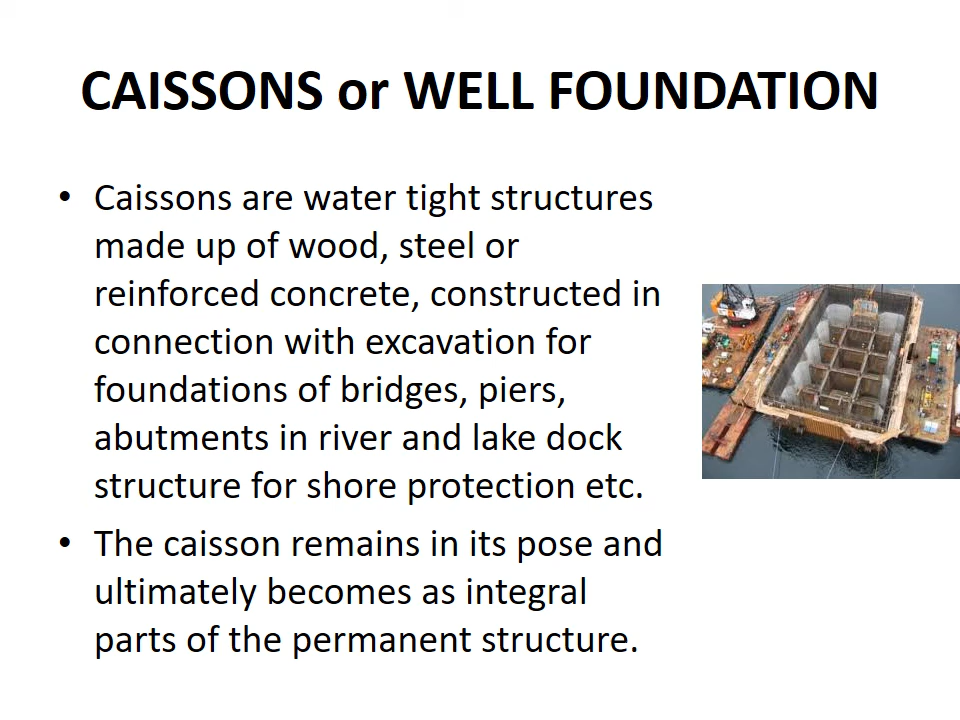 CAISSONS or WELL FOUNDATION
• Caissons are water tight structures
made up of wood, steel or
reinforced concrete, constructed in
connection with excavation for
foundations of bridges, piers,
abutments in river and lake dock
structure for shore protection etc.
• The caisson remains in its pose and
ultimately becomes as integral
parts of the permanent structure.